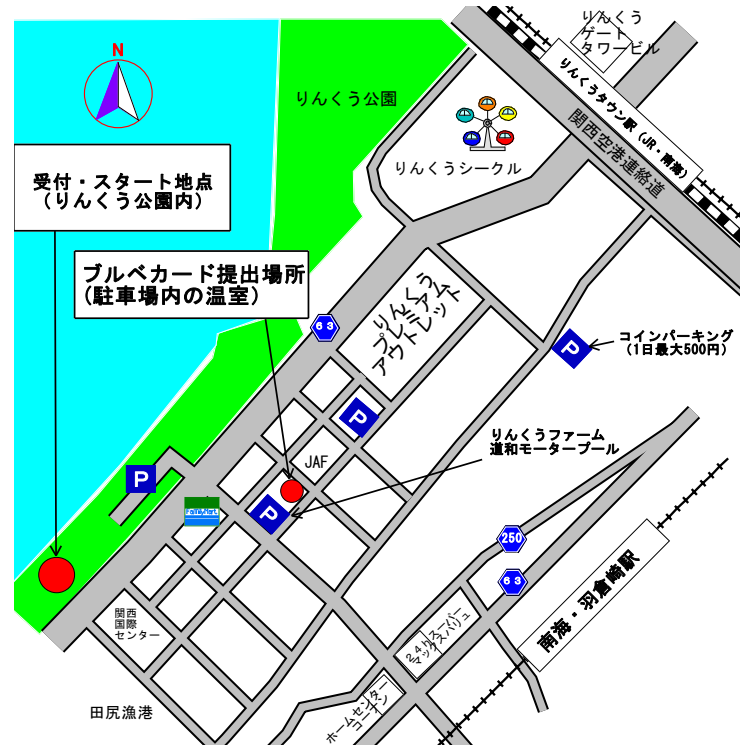 りんくう
ゲート
タワービル
N
りんくう公園
りんくうタウン駅(JR・南海)
関西空港連絡道
りんくうシークル
受付・スタート地点
(りんくう公園内)
ブルベカード提出場所
(駐車場内の温室)
63
りんくう
プレミアム
アウトレット
コインパーキング
(1日最大500円)
P
P
りんくうファーム
道和モータープール
JAF
P
P
FamilyMart
250
63
南海・羽倉崎駅
関西
国際
センター
24hスーパー
マックスバリュ
ホームセンター
コーナン
田尻漁港